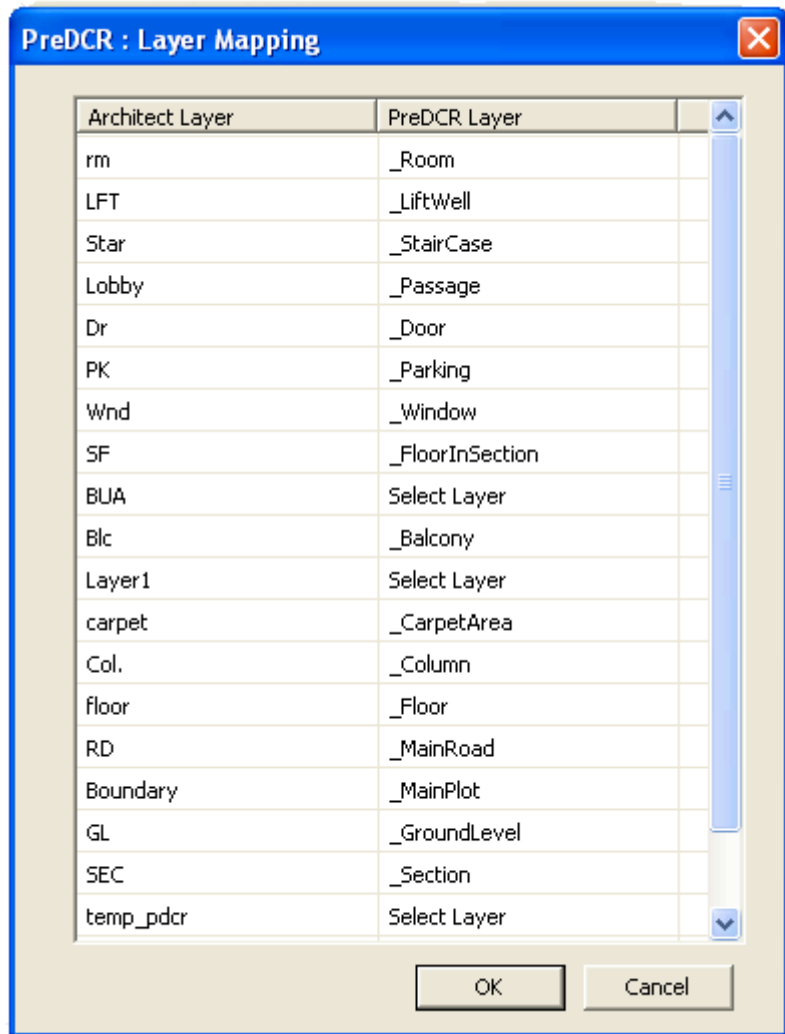 PreDCR : Layer Mapping
Architect Layer PreDCR Layer
rm _Room
LFT _LiftWell
Star _StairCase
Lobby _Passage
Dr _Door
PK _Parking
Wnd _Window
SF _FloorInSection
BUA Select Layer
Blc _Balcony
Layer1 Select Layer
carpet _CarpetArea
Col. _Column
floor _Floor
RD _MainRoad
Boundary _MainPlot
GL _GroundLevel
SEC _Section
temp_pdcr Select Layer
OK Cancel